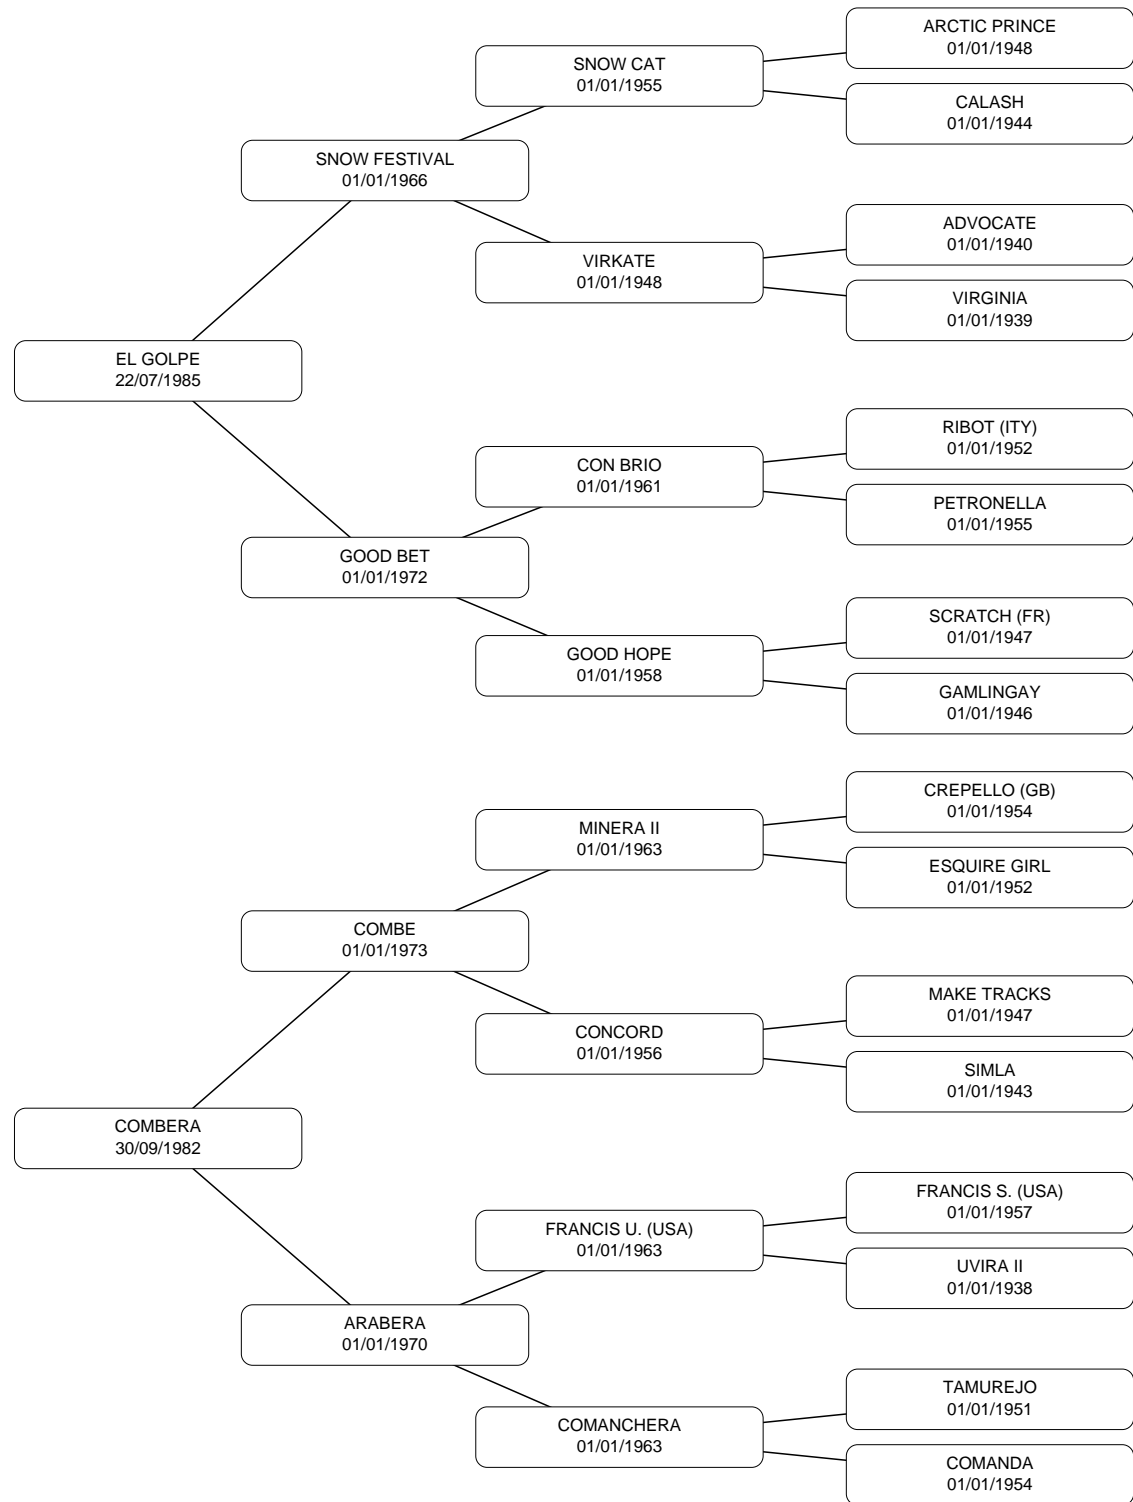 ARCTIC PRINCE
01/01/1948
SNOW CAT
01/01/1955
CALASH
01/01/1944
SNOW FESTIVAL
01/01/1966
ADVOCATE
01/01/1940
VIRKATE
01/01/1948
VIRGINIA
01/01/1939
EL GOLPE
22/07/1985
RIBOT (ITY)
01/01/1952
CON BRIO
01/01/1961
PETRONELLA
01/01/1955
GOOD BET
01/01/1972
SCRATCH (FR)
01/01/1947
GOOD HOPE
01/01/1958
GAMLINGAY
01/01/1946
CREPELLO (GB)
01/01/1954
MINERA II
01/01/1963
ESQUIRE GIRL
01/01/1952
COMBE
01/01/1973
MAKE TRACKS
01/01/1947
CONCORD
01/01/1956
SIMLA
01/01/1943
COMBERA
30/09/1982
FRANCIS S. (USA)
01/01/1957
FRANCIS U. (USA)
01/01/1963
UVIRA II
01/01/1938
ARABERA
01/01/1970
TAMUREJO
01/01/1951
COMANCHERA
01/01/1963
COMANDA
01/01/1954